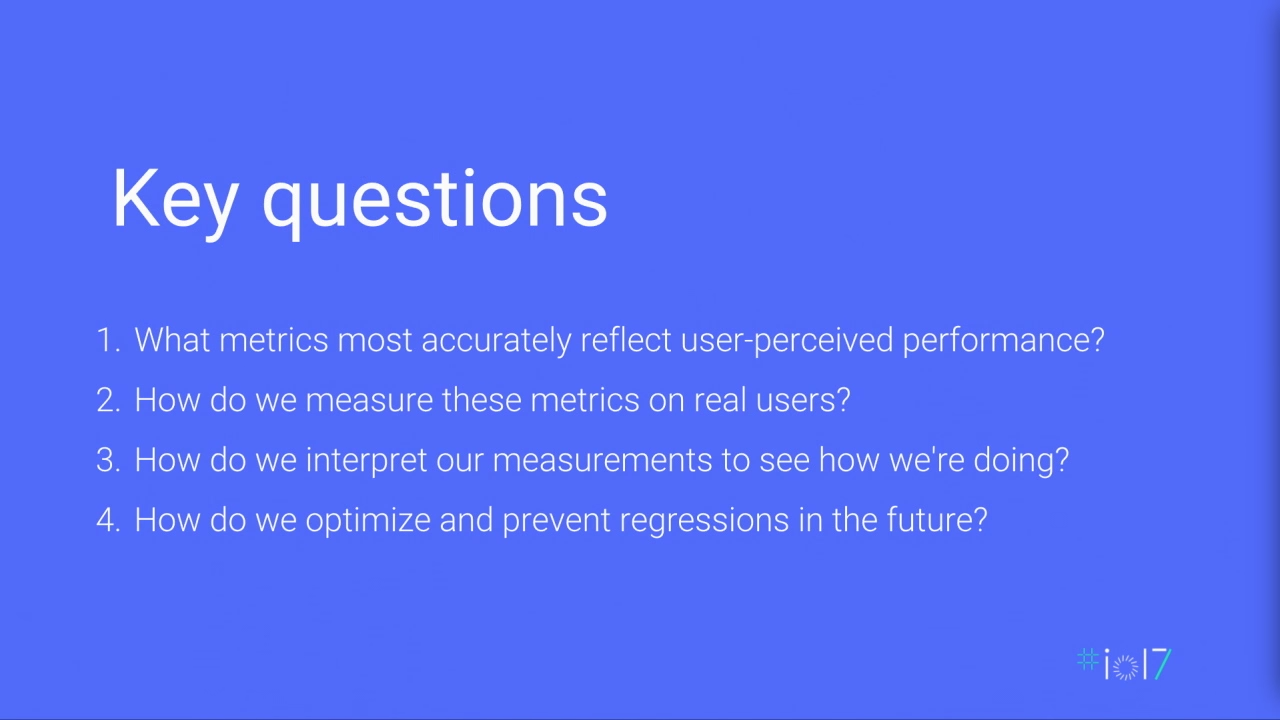 Key questions
1. What metrics most accurately reflect user-perceived performance?
2. How do we measure these metrics on real users?
3. How do we interpret our measurements to see how we're doing?
4. How do we optimize and prevent regressions in the future?
#io17